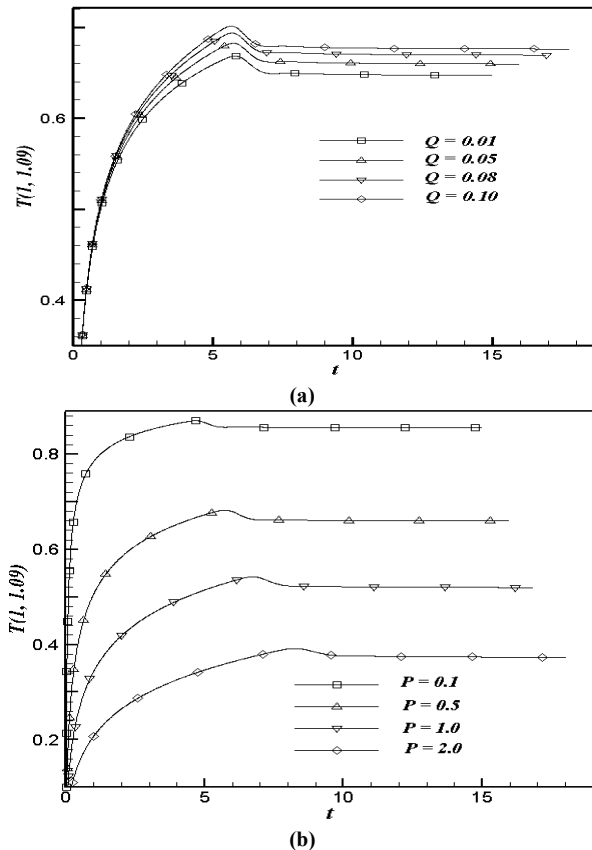 T(1, 1.09)
0.6
0.4
Q = 0.01
Q = 0.05
Q = 0.08
Q = 0.10
0 5 10 15
t
(a)
T(1, 1.09)
0.8
0.6
0.4
0.2
P = 0.1
P = 0.5
P = 1.0
P = 2.0
0 5 10 15
t
(b)